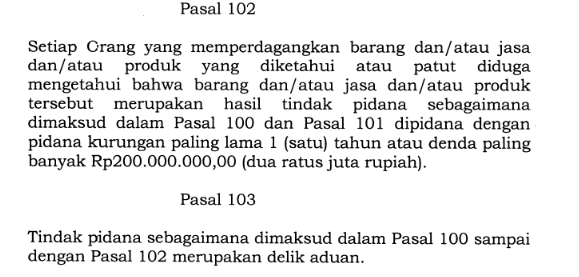 Pasal 102
Setiap Orang yang memperdagangkan barang dan/atau jasa
dan/atau produk yang diketahui atau patut diduga
mengetahui bahwa barang dan/atau jasa dan/atau produk
tersebut merupakan hasil tindak pidana sebagaimana
dimaksud dalam Pasal 100 dan Pasal 101 dipidana dengan
pidana kurungan paling lama 1 (satu) tahun atau denda paling
banyak Rp200.000.000,00 (dua ratus juta rupiah).
Pasal 103
Tindak pidana sebagaimana dimaksud dalam Pasal 100 sampai
dengan Pasal 102 merupakan delik aduan.